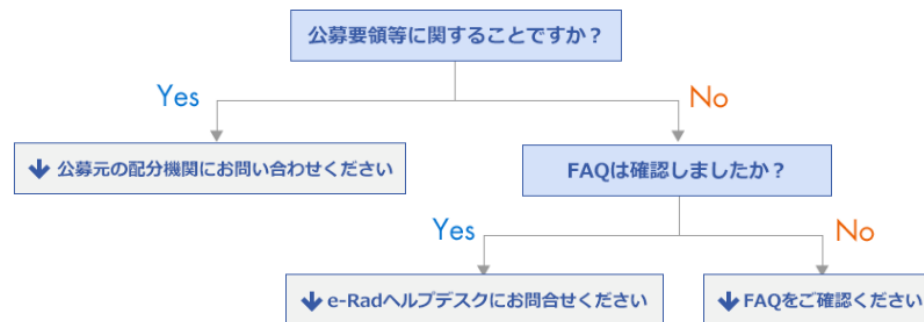 公募要領等に関することですか？
Yes
No
公募元の配分機関にお問い合わせください
FAQは確認しましたか？
Yes
No
e-Radヘルプデスクにお問合せください
FAQをご確認ください